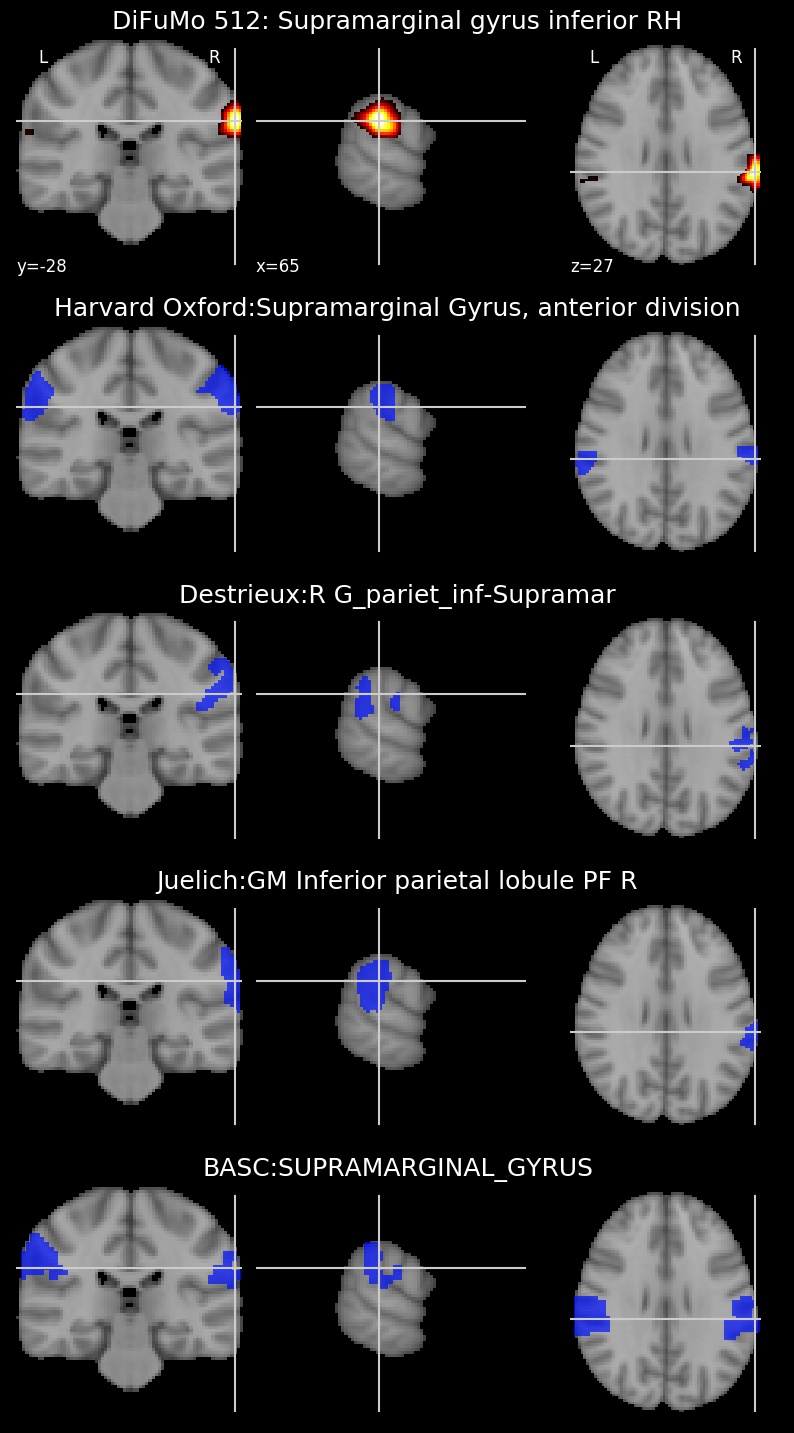 DiFuMo 512: Supramarginal gyrus inferior RH
L R L R
y=-28 x=65 z=27
Harvard Oxford:Supramarginal Gyrus, anterior division
Destrieux:R G_pariet_inf-Supramar
Juelich:GM Inferior parietal lobule PF R
BASC:SUPRAMARGINAL_GYRUS